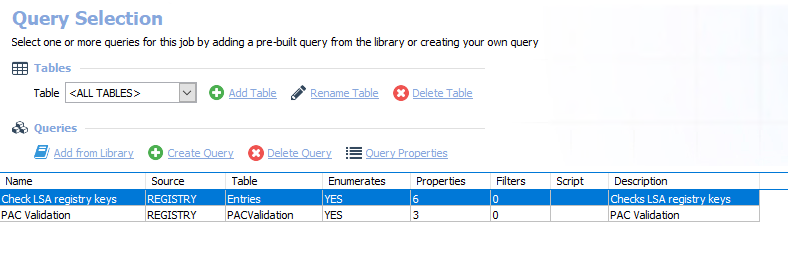 Query Selection
Select one or more queries for this job by adding a pre-built query from the library or creating your own query
Tables
Table <ALL TABLES> Add Table Rename Table Delete Table
Queries
Add from Library Create Query Delete Query Query Properties
Name Source Table Enumerates Properties Filters Script Description
Check LSA registry keys REGISTRY Entries YES 6 0 Checks LSA registry keys
PAC Validation REGISTRY PACValidation YES 3 0 PAC Validation